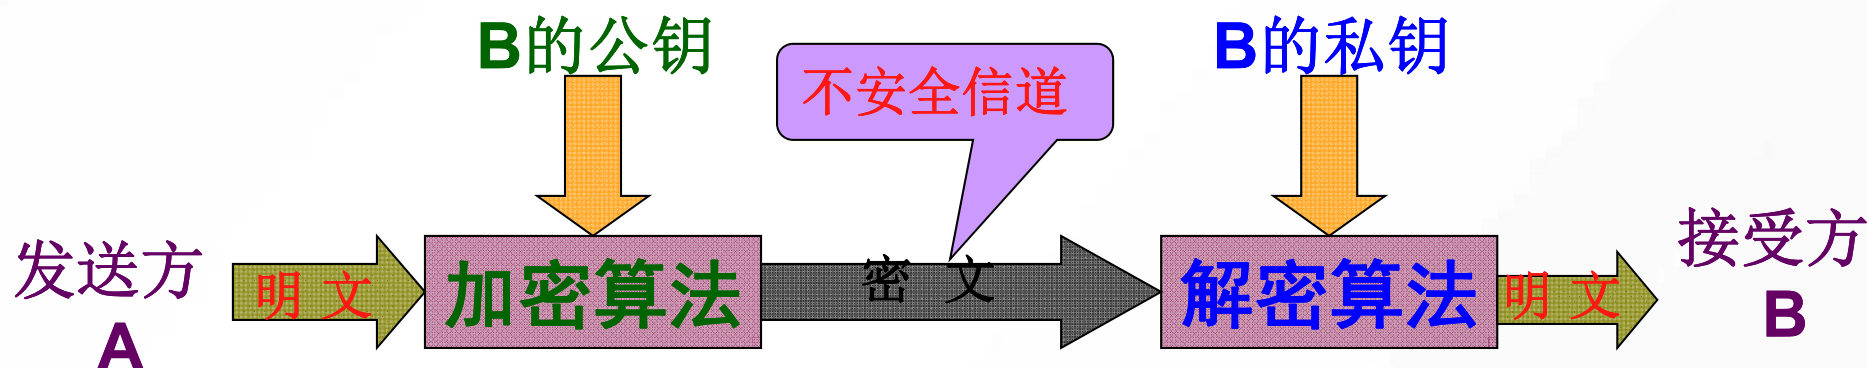 B的公钥
B的私钥
不安全信道
发送方
A
明文
加密算法
密文
解密算法
明文
接受方
B